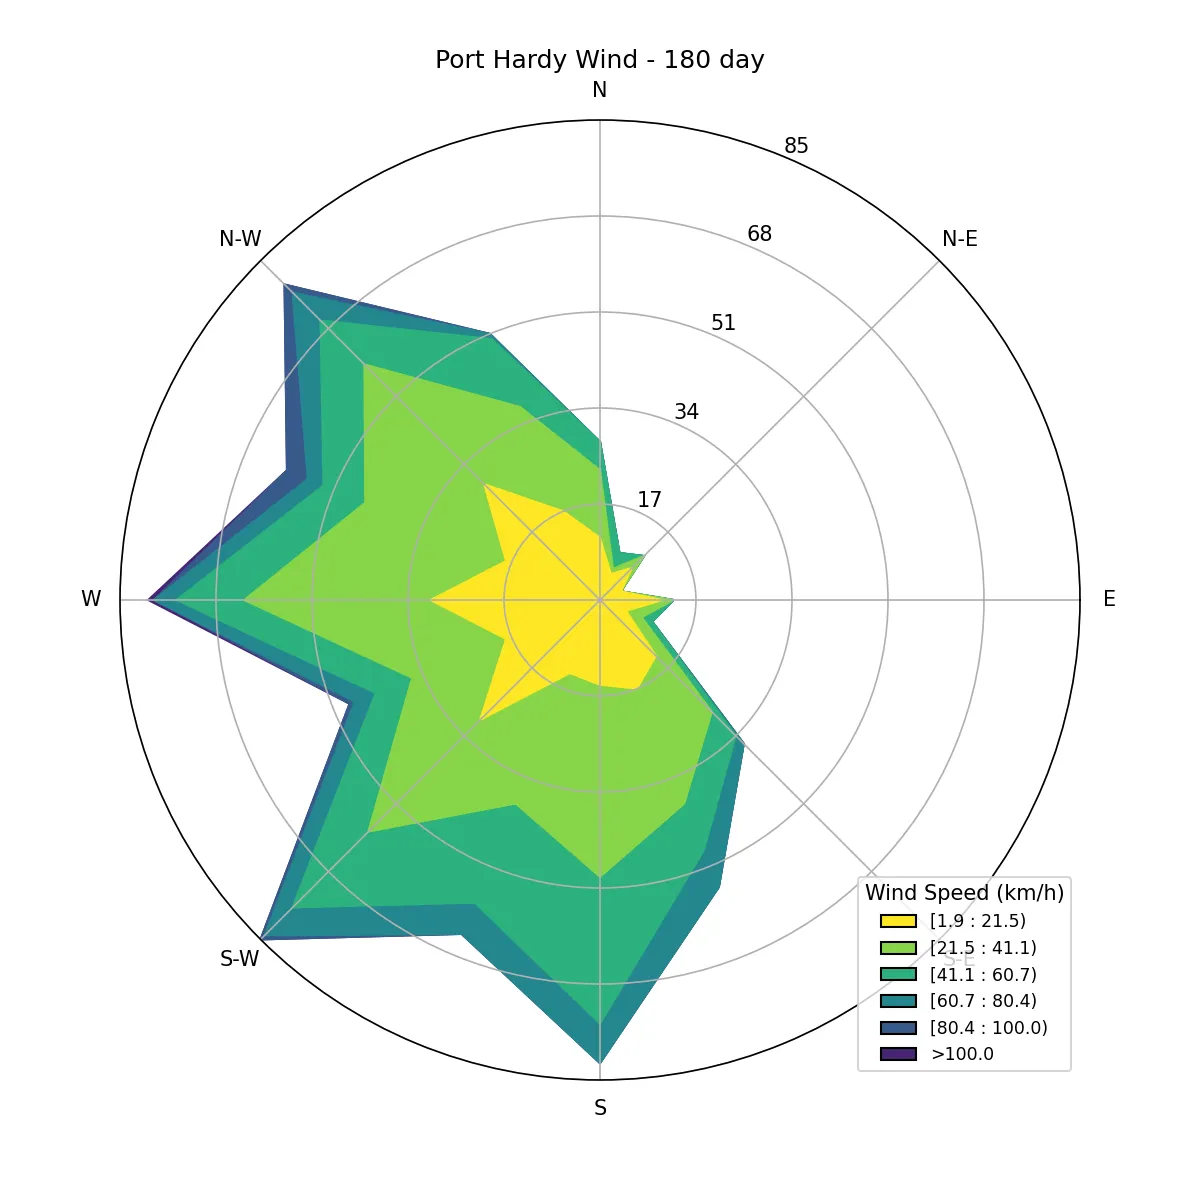 Port Hardy Wind - 180 day
N
85
N-W
68
N-E
51
34
17
W
E
S-W
S-E
S
Wind Speed (km/h)
[1.9 : 21.5)
[21.5 : 41.1)
[41.1 : 60.7)
[60.7 : 80.4)
[80.4 : 100.0)
>100.0